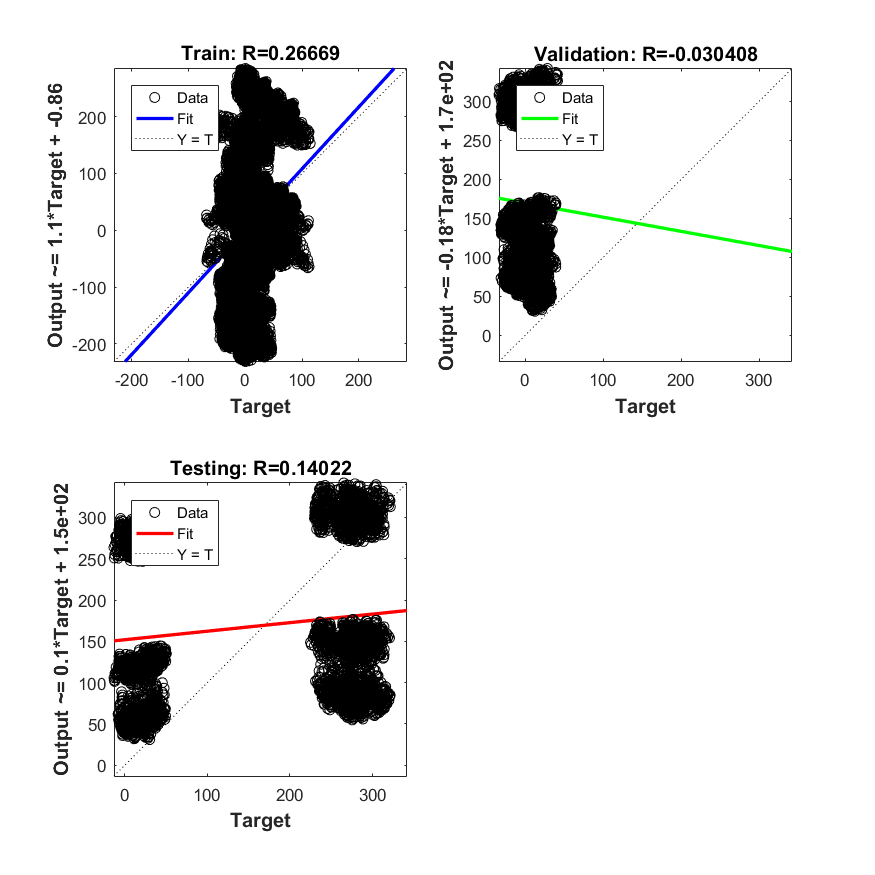 Train: R=0.26669
Output ~= 1.1*Target + -0.86
Data
Fit
Y = T
200
100
0
-100
-200
-200 -100 0 100 200
Target
Validation: R=-0.030408
Output ~= -0.18*Target + 1.7e+02
Data
Fit
Y = T
300
250
200
150
100
50
0
0 100 200 300
Target
Testing: R=0.14022
Output ~= 0.1*Target + 1.5e+02
Data
Fit
Y = T
300
250
200
150
100
50
0
0 100 200 300
Target